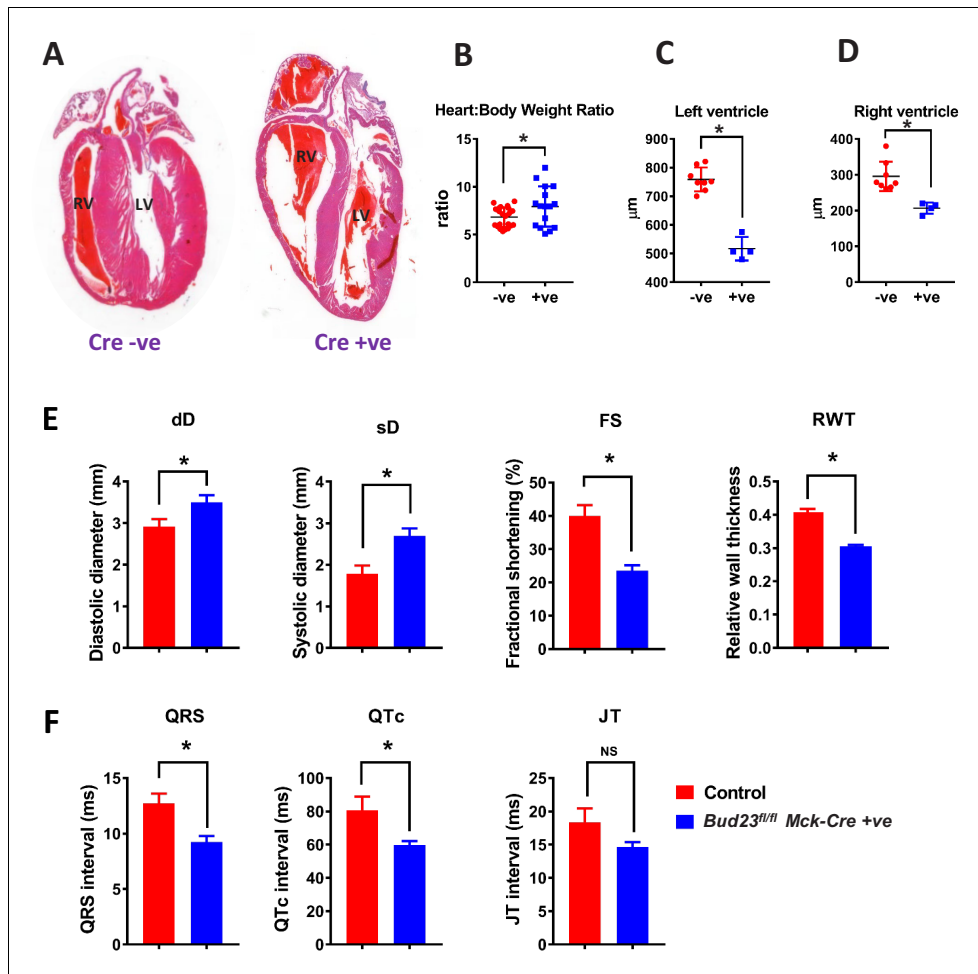 A
RV
LV
Cre -ve
RV
LV
Cre +ve
B
Heart:Body Weight Ratio
*
ratio
15
10
5
0
-ve +ve
C
Left ventricle
*
µm
900
800
700
600
500
400
-ve +ve
D
Right ventricle
*
µm
400
300
200
100
0
-ve +ve
E
dD
*
Diastolic diameter (mm)
4
3
2
1
0
sD
*
Systolic diameter (mm)
4
3
2
1
0
FS
*
Fractional shortening (%)
50
40
30
20
10
0
RWT
*
Relative wall thickness
0.5
0.4
0.3
0.2
0.1
0.0
F
QRS
*
QRS interval (ms)
15
10
5
0
QTc
*
QTc interval (ms)
100
80
60
40
20
0
JT
NS
JT interval (ms)
25
20
15
10
5
0
Control
Bud23fl/fl Mck-Cre +ve